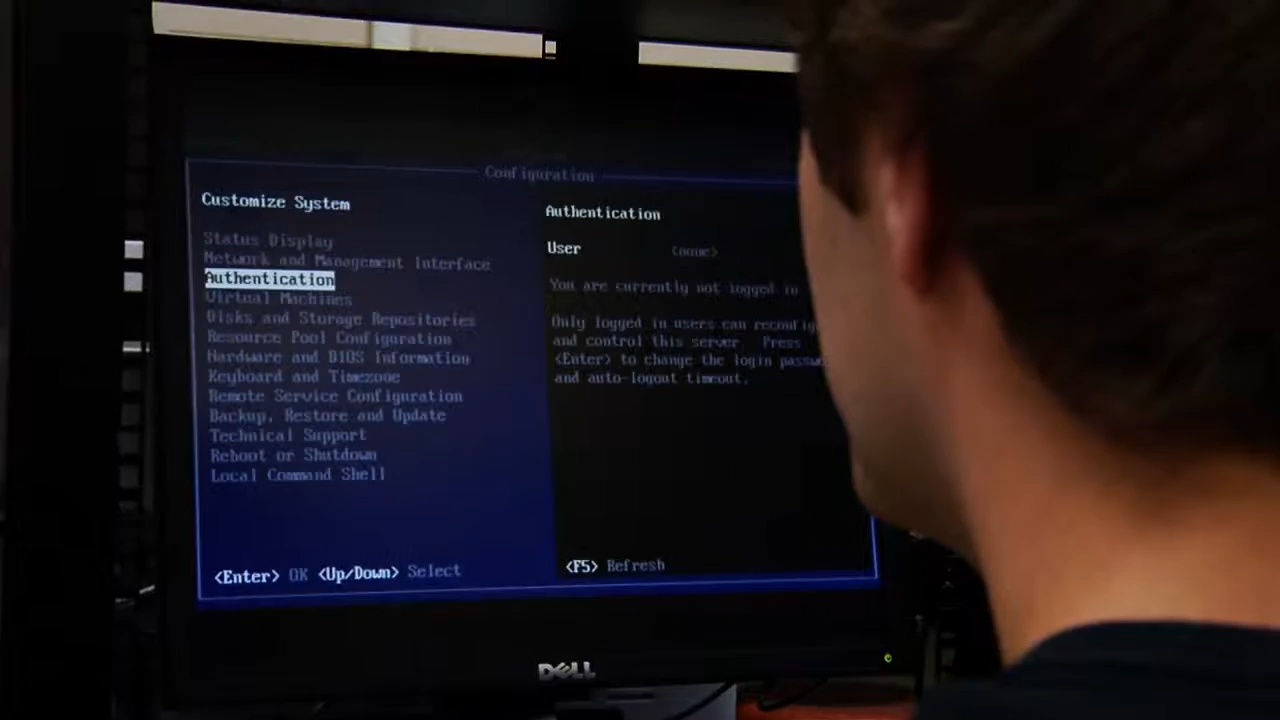 Configuration
Customize System
Status Display
Network and Management Interface
Authentication
Virtual Machines
Disks and Storage Repositories
Resource Pool Configuration
Hardware and BIOS Information
Keyboard and Timezone
Remote Service Configuration
Backup, Restore and Update
Technical Support
Reboot or Shutdown
Local Command Shell
<Enter> OK <Up/Down> Select
Authentication
User <none>
You are currently not logged in
Only logged in users can reconfig
and control this server. Press
<Enter> to change the login passw
and auto-logout timeout.
<F5> Refresh
DELL